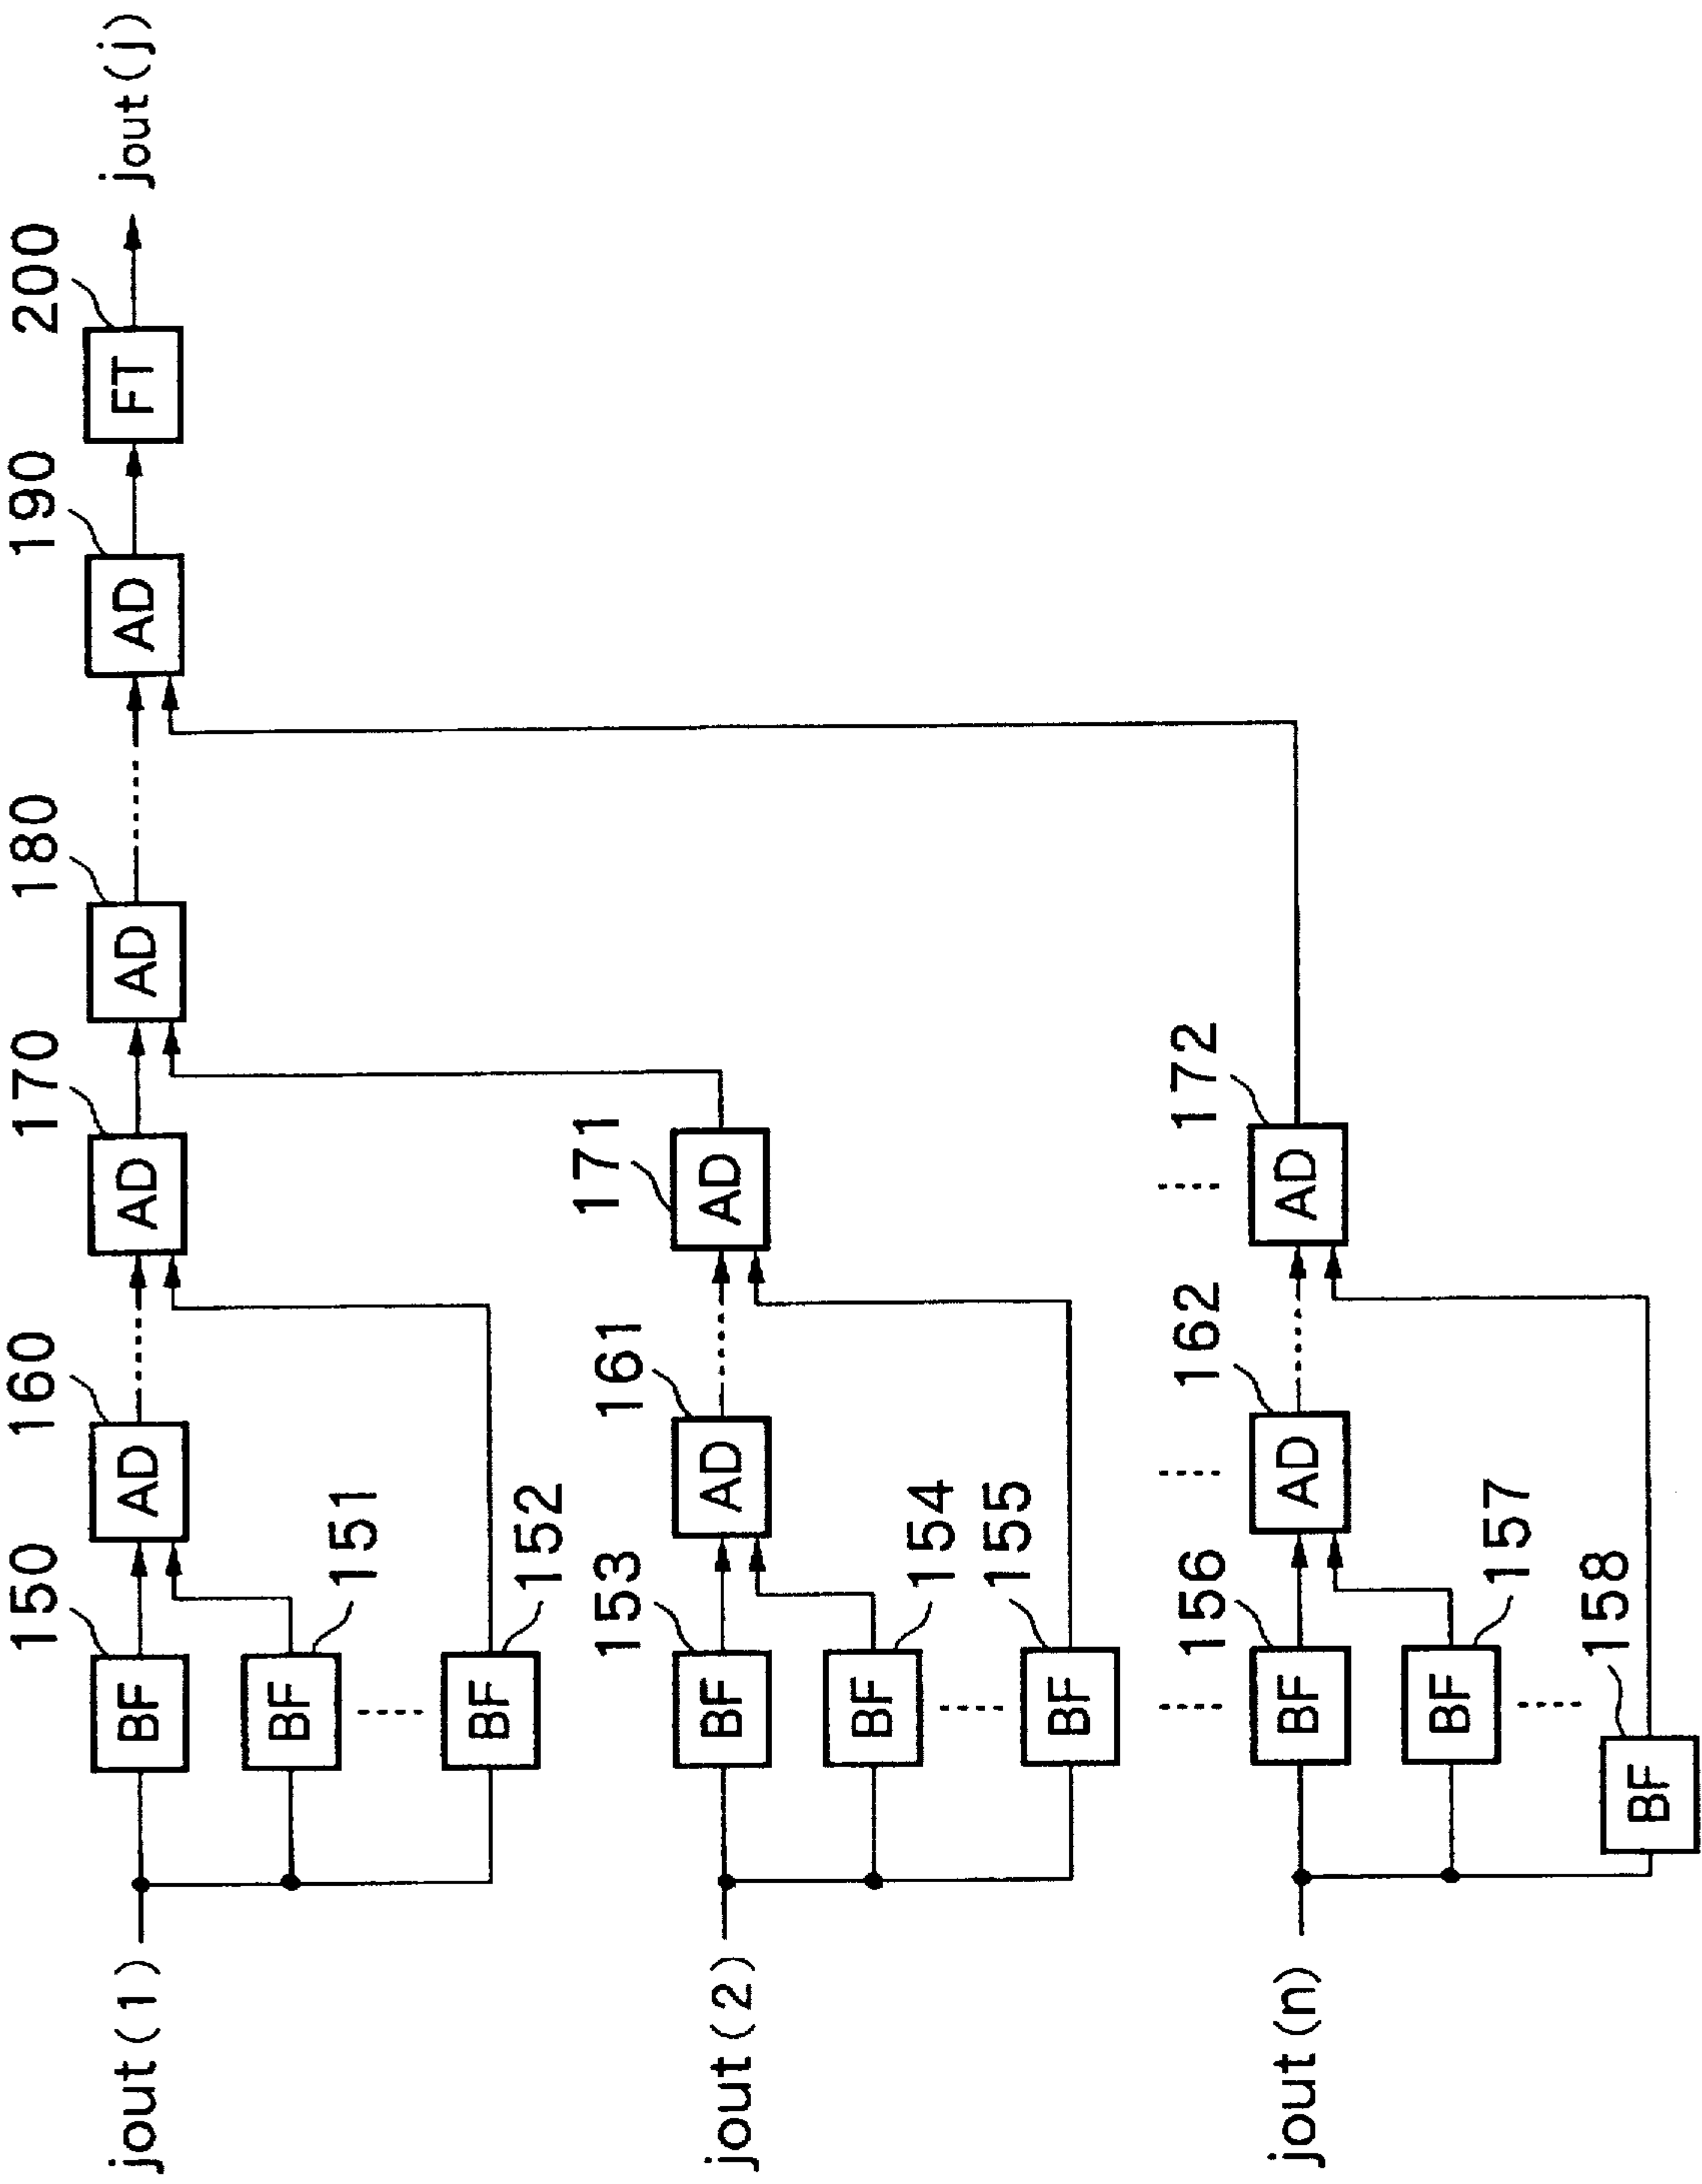 150 160 170 180 190 200
jout(1) BF AD AD AD AD FT jout(j)
BF 151
BF 152
153 161 171
jout(2) BF AD AD
BF 154
BF 155
156 162 172
jout(n) BF AD AD
BF 157
BF 158